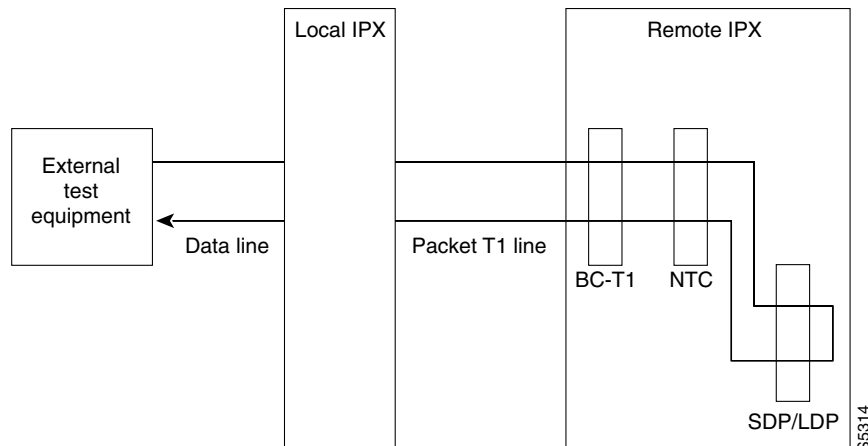 Local IPX
Remote IPX
External
test
equipment
Data line
Packet T1 line
BC-T1
NTC
SDP/LDP
S5314